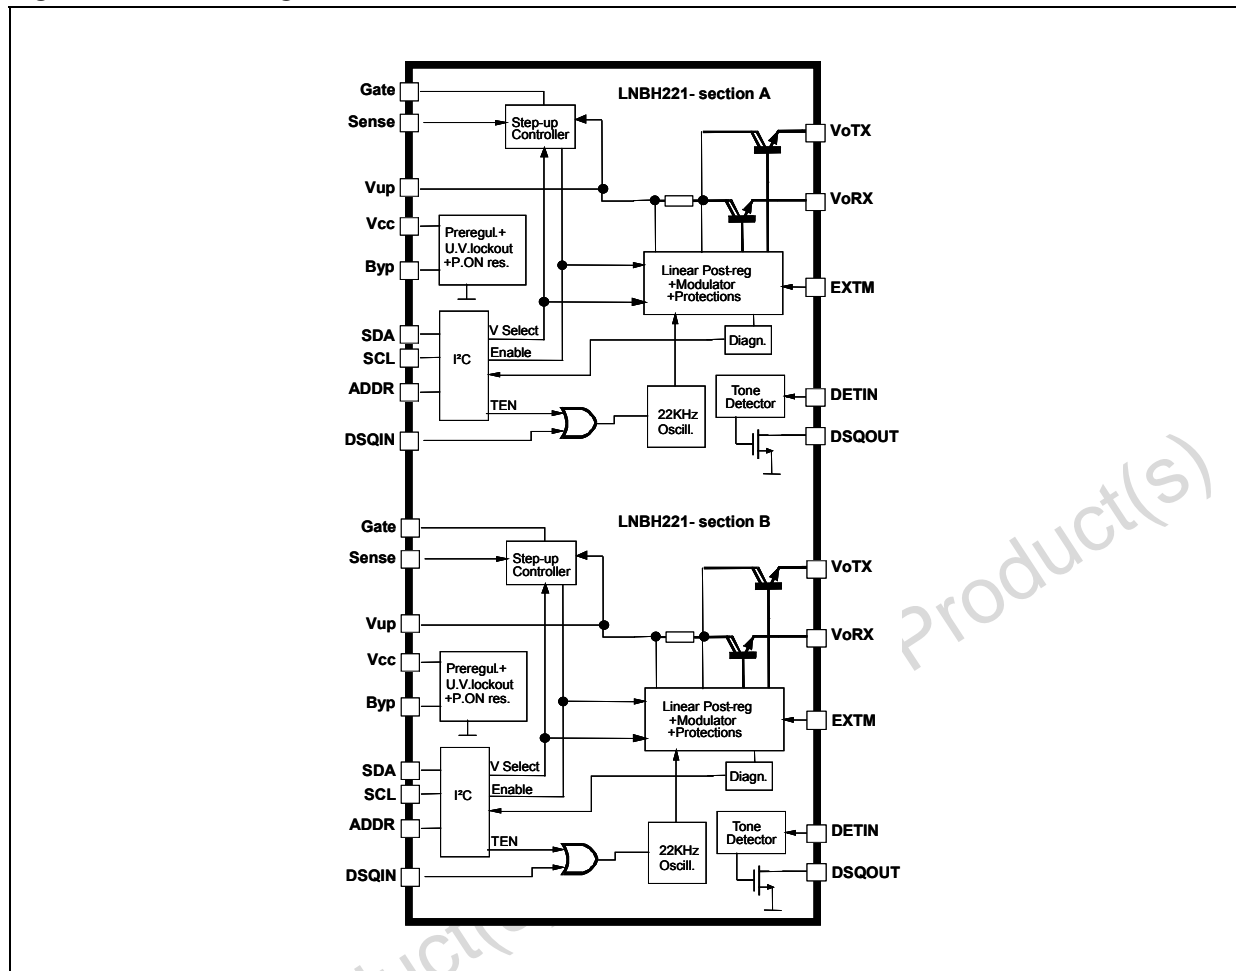 Gate
LNBH221- section A
Sense
Step-up
Controller
VoTX
Vup
VoRX
Vcc
Preregul.+
U.V.lockout
+P.ON res.
Byp
Linear Post-reg
+Modulator
+Protections
EXTM
SDA
V Select
Diagn.
SCL
I²C
Enable
ADDR
TEN
22KHz
Oscill.
Tone
Detector
DETIN
DSQIN
DSQOUT
Gate
LNBH221- section B
Sense
Step-up
Controller
VoTX
Vup
VoRX
Vcc
Preregul.+
U.V.lockout
+P.ON res.
Byp
Linear Post-reg
+Modulator
+Protections
EXTM
SDA
V Select
Diagn.
SCL
I²C
Enable
ADDR
TEN
22KHz
Oscill.
Tone
Detector
DETIN
DSQIN
DSQOUT
Product(s)